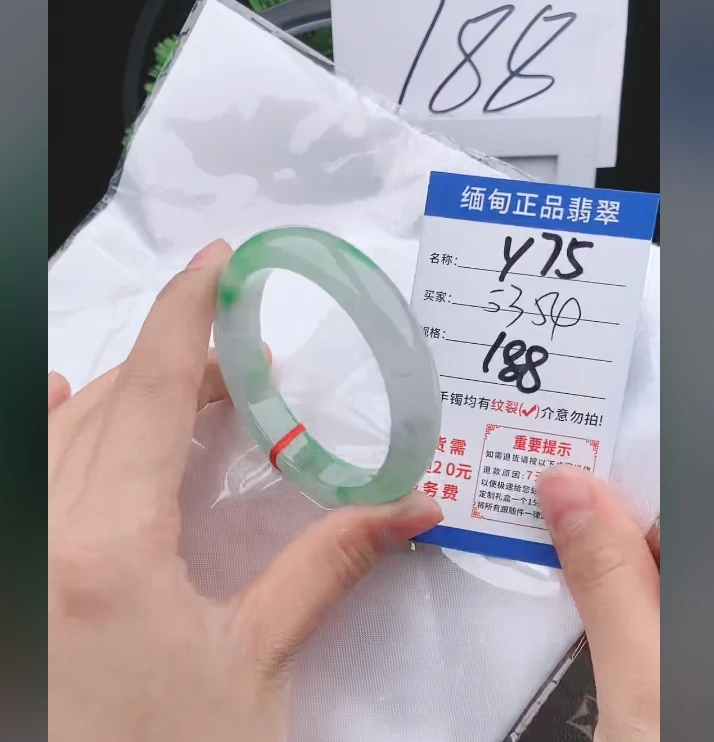 188
缅甸正品翡翠
名称: Y75
买家: 5354
规格: 188
手镯均有纹裂(✓)介意勿拍!
货需
20元
务费
重要提示
如需退货请按以下
退款原因:7
以便极速给您
定制礼盒一个15
将所有跟随件一律